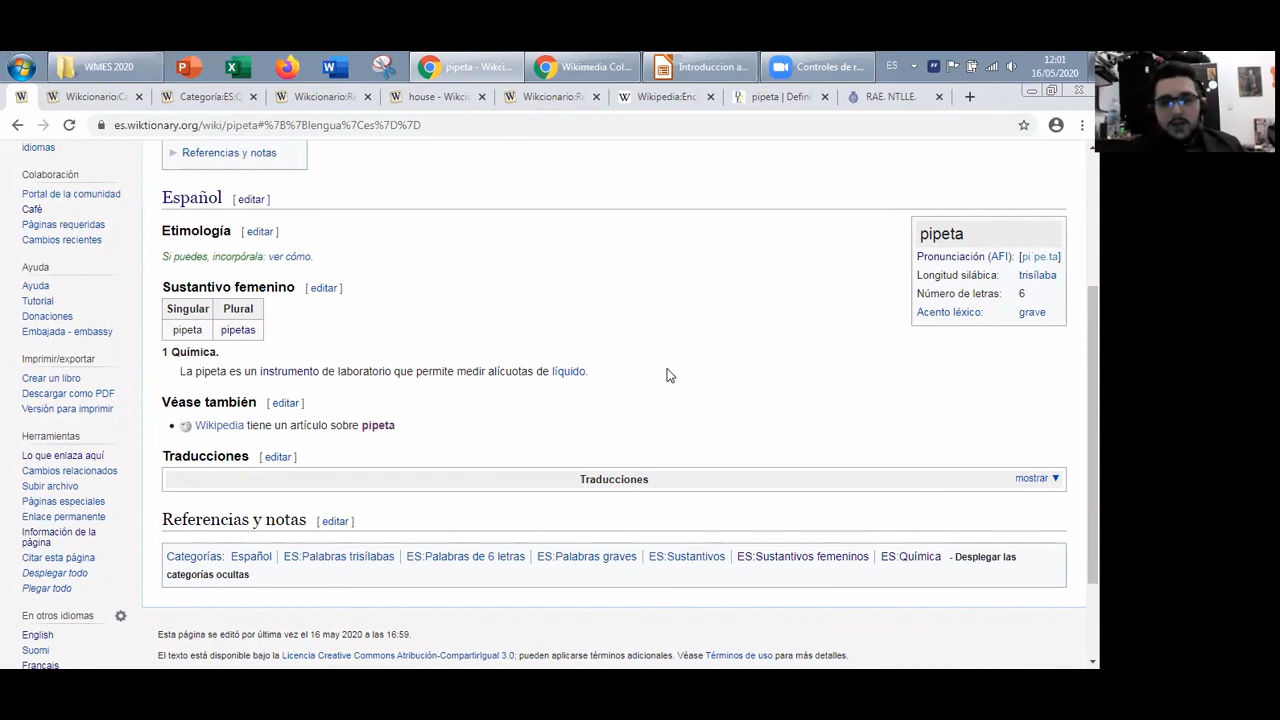 WMES 2020
pipeta - Wikci...
Wikimedia Col...
Introduccion a...
Controles de r...
ES
12:01
16/05/2020
Wikcionario:Ca
Categoría:ES:Q
Wikcionario:Re
house - Wikcio
Wikcionario:Re
Wikipedia:Enc
pipeta | Defini
RAE. NTLLE.
es.wiktionary.org/wiki/pipeta#%7B%7Blengua%7Ces%7D%7D
idiomas
Colaboración
Portal de la comunidad
Café
Páginas requeridas
Cambios recientes
Ayuda
Ayuda
Tutorial
Donaciones
Embajada - embassy
Imprimir/exportar
Crear un libro
Descargar como PDF
Versión para imprimir
Herramientas
Lo que enlaza aquí
Cambios relacionados
Subir archivo
Páginas especiales
Enlace permanente
Información de la
página
Citar esta página
Desplegar todo
Plegar todo
En otros idiomas
English
Suomi
Français
Referencias y notas
Español [ editar ]
Etimología [ editar ]
Si puedes, incorpórala: ver cómo.
Sustantivo femenino [ editar ]
Singular Plural
pipeta pipetas
1 Química.
La pipeta es un instrumento de laboratorio que permite medir alícuotas de líquido.
Véase también [ editar ]
Wikipedia tiene un artículo sobre pipeta
Traducciones [ editar ]
Traducciones mostrar ▼
Referencias y notas [ editar ]
Categorías: Español | ES:Palabras trisílabas | ES:Palabras de 6 letras | ES:Palabras graves | ES:Sustantivos | ES:Sustantivos femeninos | ES:Química - Desplegar las
categorías ocultas
Esta página se editó por última vez el 16 may 2020 a las 16:59.
El texto está disponible bajo la Licencia Creative Commons Atribución-CompartirIgual 3.0; pueden aplicarse términos adicionales. Véase Términos de uso para más detalles.
pipeta
Pronunciación (AFI): [piˈpe.ta]
Longitud silábica: trisílaba
Número de letras: 6
Acento léxico: grave